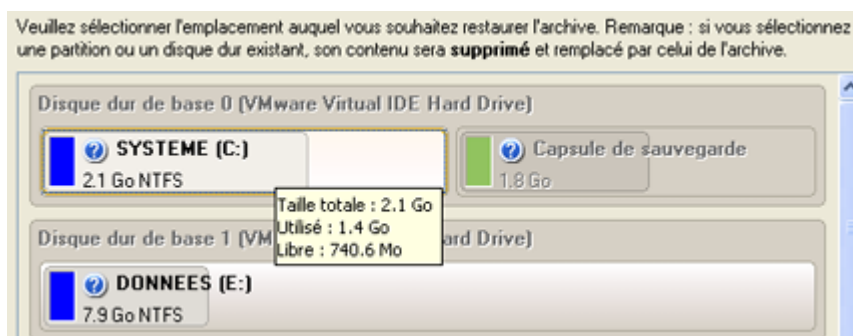 Veuillez sélectionner l'emplacement auquel vous souhaitez restaurer l'archive. Remarque : si vous sélectionnez
une partition ou un disque dur existant, son contenu sera supprimé et remplacé par celui de l'archive.
Disque dur de base 0 (VMware Virtual IDE Hard Drive)
SYSTEME (C:)
2.1 Go NTFS
Capsule de sauvegarde
1.8 Go
Taille totale : 2.1 Go
Utilisé : 1.4 Go
Libre : 740.6 Mo
Disque dur de base 1 (VM ard Drive)
DONNEES (E:)
7.9 Go NTFS